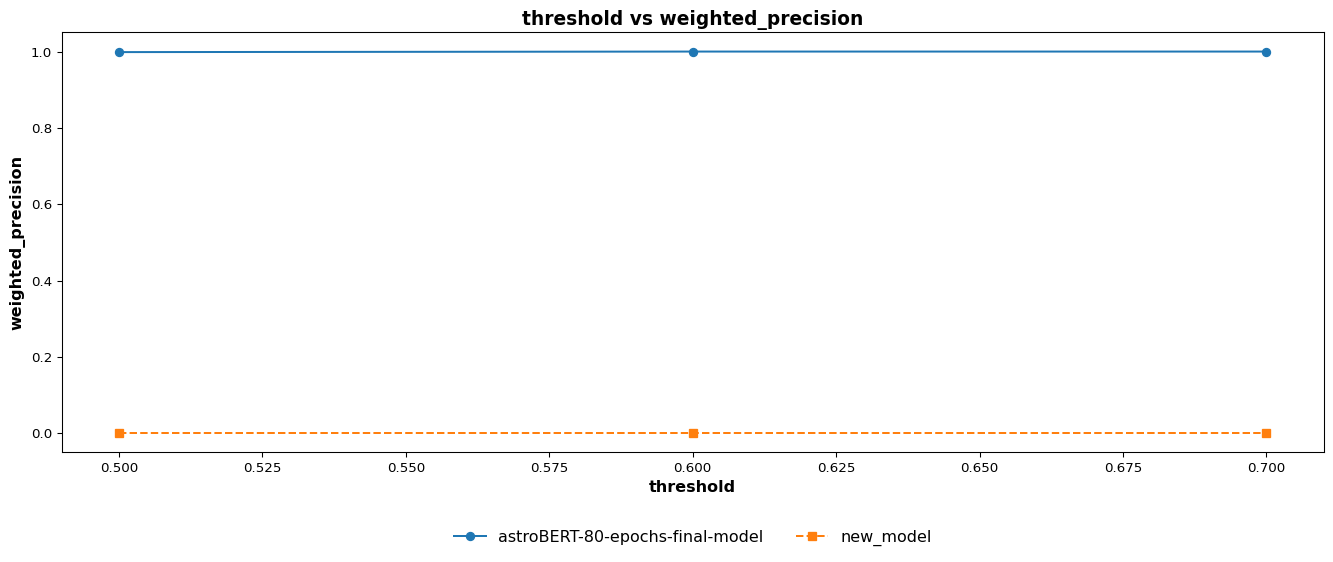 threshold vs weighted_precision
weighted_precision
1.0
0.8
0.6
0.4
0.2
0.0
0.500 0.525 0.550 0.575 0.600 0.625 0.650 0.675 0.700
threshold
astroBERT-80-epochs-final-model new_model